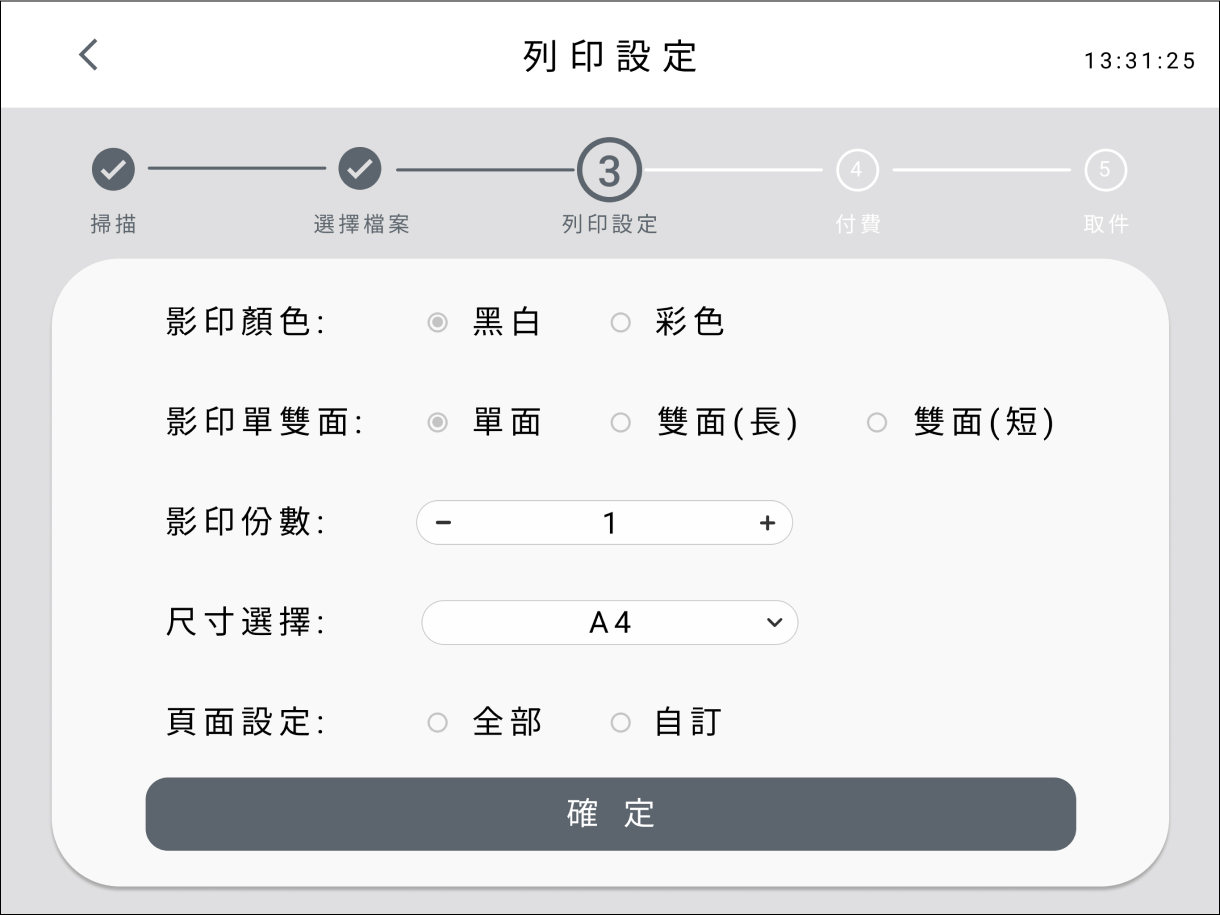 列印設定
13:31:25
3 4 5
掃描 選擇檔案 列印設定 付費 取件
影印顏色: 黑白 彩色
影印單雙面: 單面 雙面(長) 雙面(短)
影印份數: - 1 +
尺寸選擇: A4
頁面設定: 全部 自訂
確 定